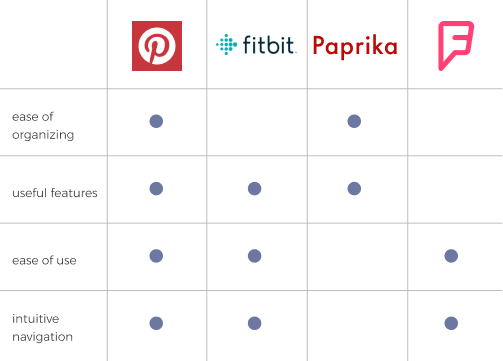 fitbit.
Paprika
ease of
organizing
useful features
ease of use
intuitive
navigation